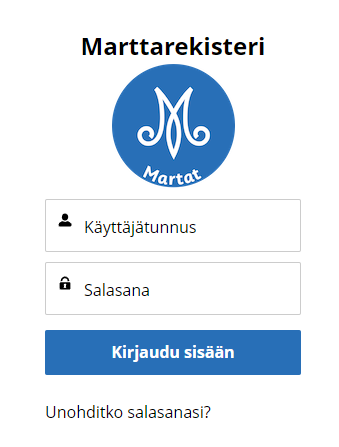 Marttarekisteri
Martat
Käyttäjätunnus
Salasana
Kirjaudu sisään
Unohditko salasanasi?